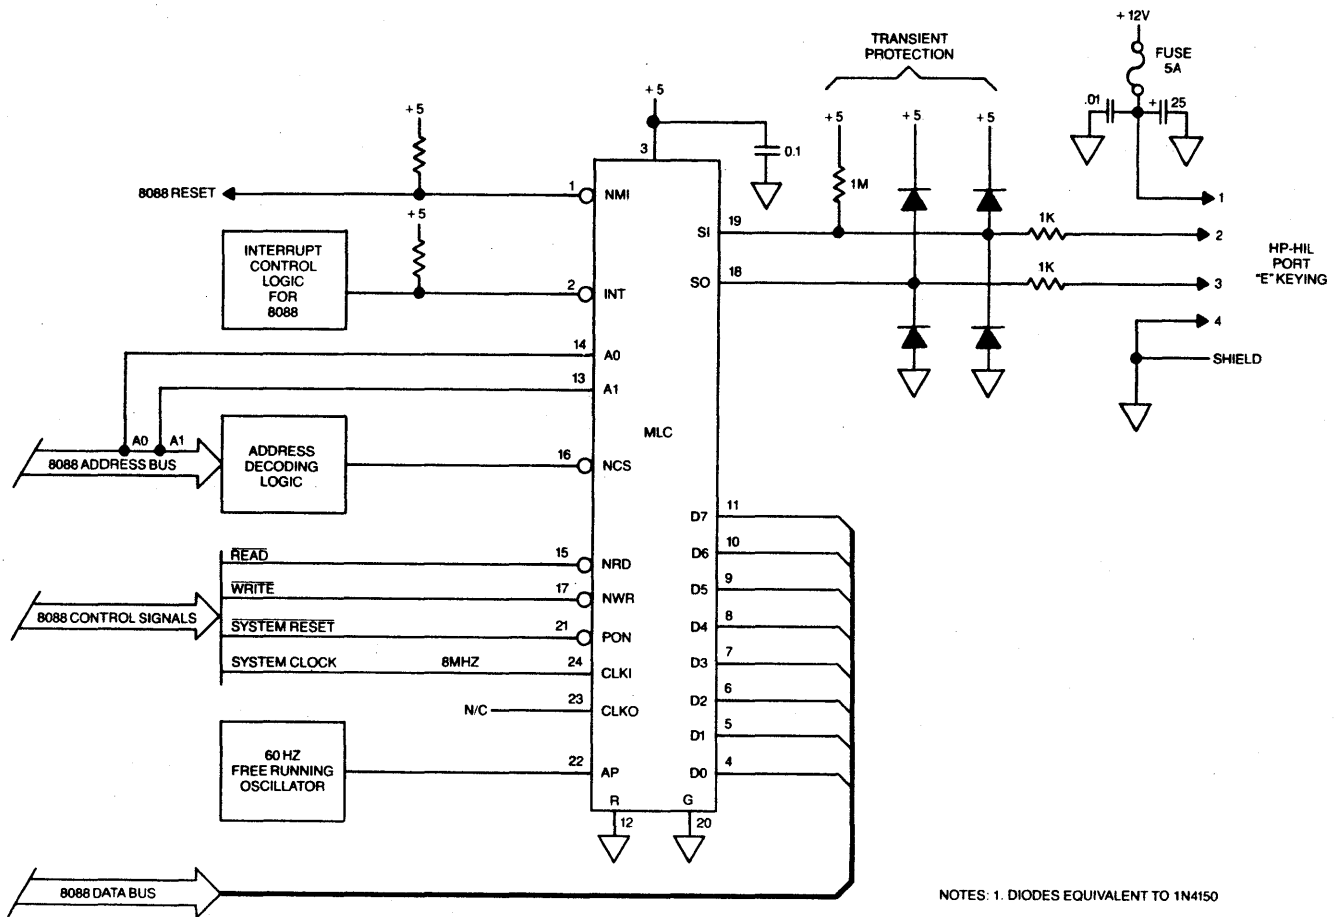 + 12V
FUSE
5A
.01
+
25
TRANSIENT
PROTECTION
+ 5
+ 5
+ 5
+ 5
+ 5
3
0.1
1M
8088 RESET
1
NMI
+ 5
INTERRUPT
CONTROL
LOGIC
FOR
8088
2
INT
19
SI
18
SO
1K
1K
1
2
3
4
HP-HIL
PORT
"E" KEYING
SHIELD
14
A0
13
A1
A0 A1
8088 ADDRESS BUS
ADDRESS
DECODING
LOGIC
16
NCS
MLC
READ
15
NRD
WRITE
17
NWR
8088 CONTROL SIGNALS
SYSTEM RESET
21
PON
SYSTEM CLOCK 8MHZ
24
CLKI
N/C
23
CLKO
60 HZ
FREE RUNNING
OSCILLATOR
22
AP
D7
11
D6
10
D5
9
D4
8
D3
7
D2
6
D1
5
D0
4
R
G
12
20
8088 DATA BUS
NOTES: 1. DIODES EQUIVALENT TO 1N4150